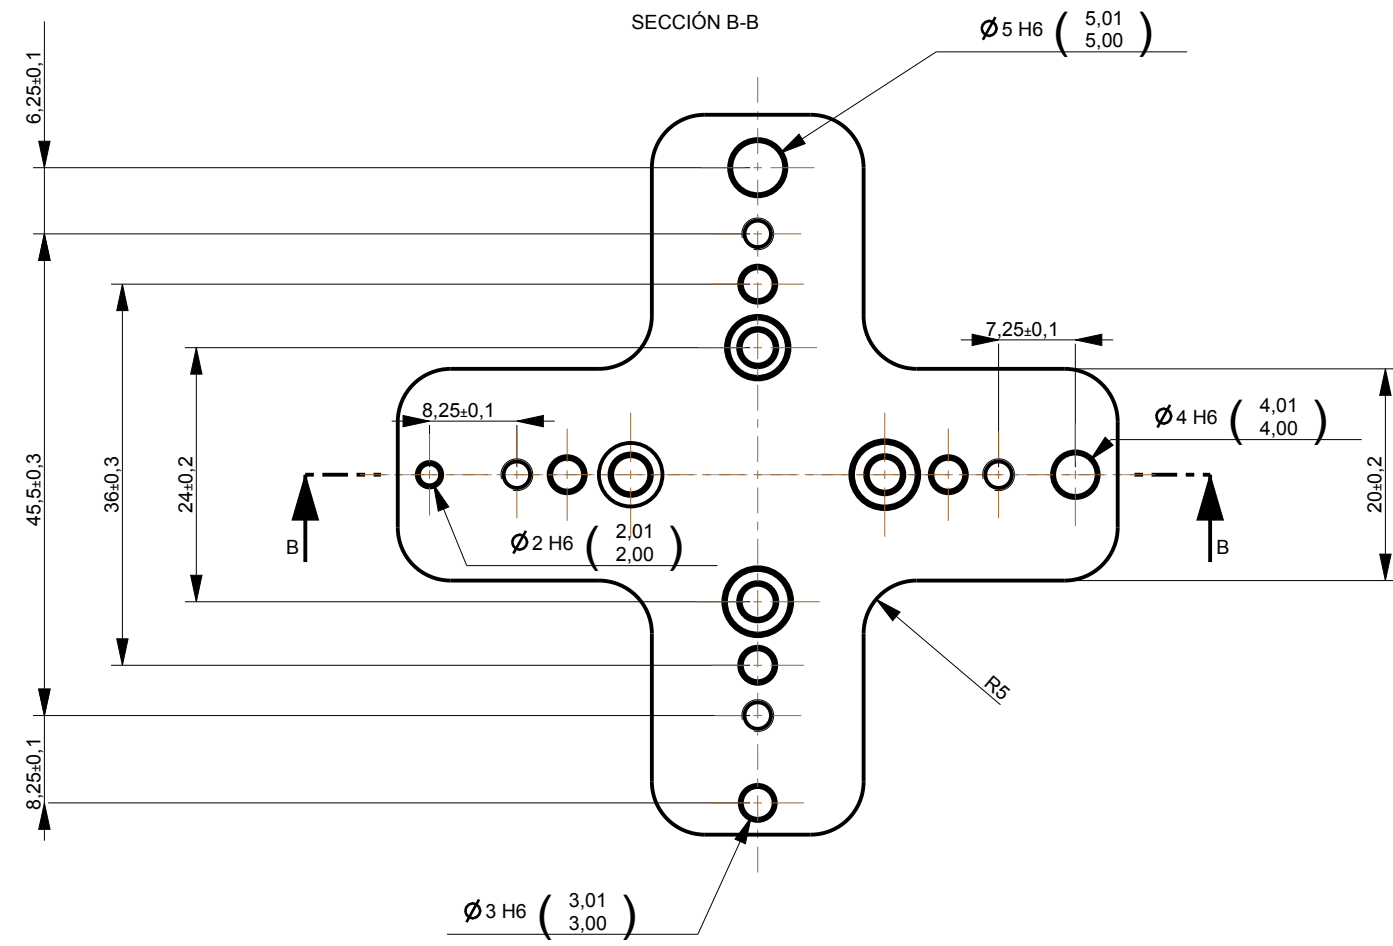 SECCIÓN B-B
Ø5 H6 ( 5,01
5,00 )
6,25±0,1
7,25±0,1
8,25±0,1
Ø4 H6 ( 4,01
4,00 )
45,5±0,3
36±0,3
24±0,2
20±0,2
B
Ø2 H6 ( 2,01
2,00 )
B
R5
8,25±0,1
Ø3 H6 ( 3,01
3,00 )